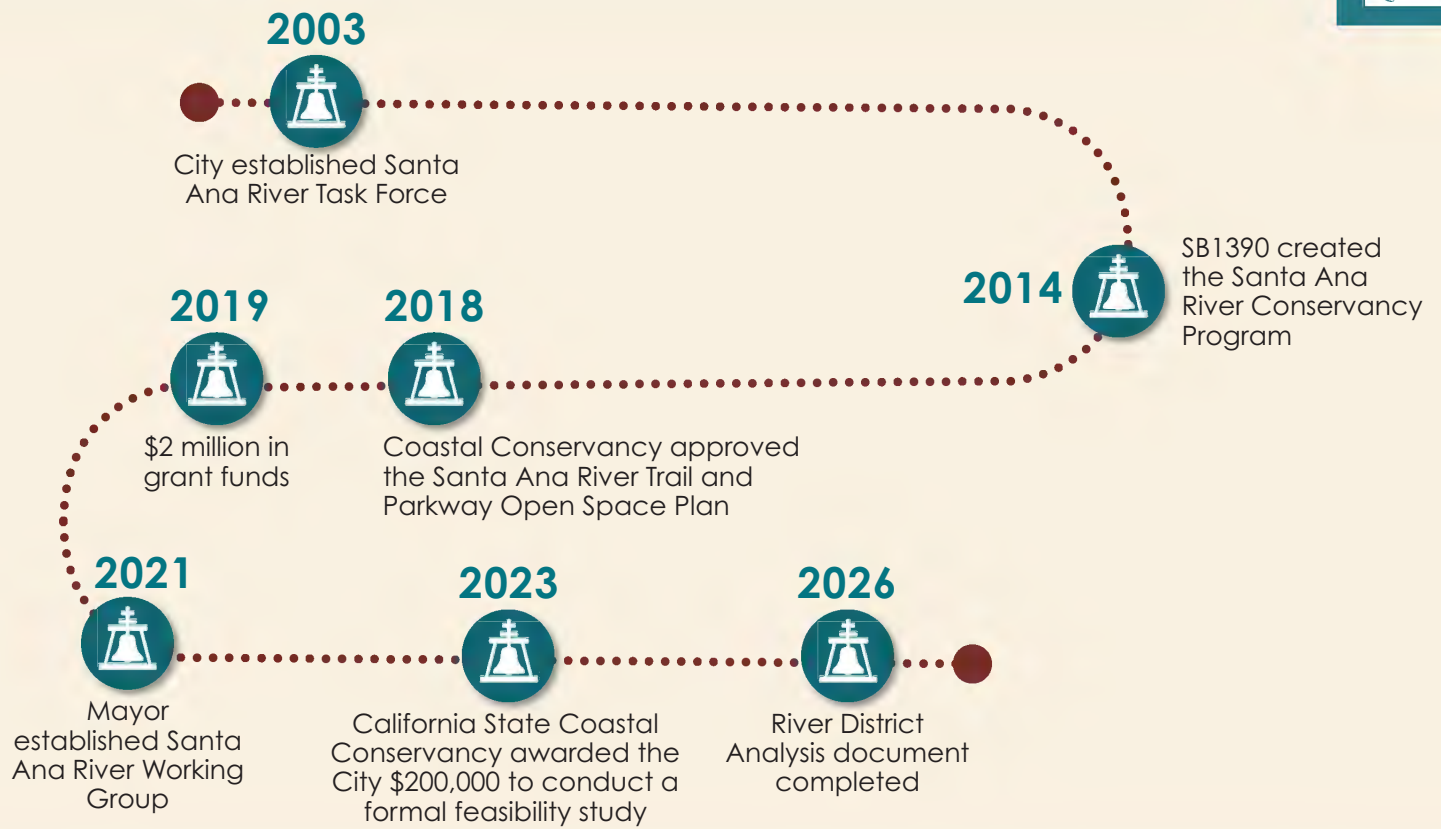 2003
City established Santa
Ana River Task Force
2014
SB1390 created
the Santa Ana
River Conservancy
Program
2018
Coastal Conservancy approved
the Santa Ana River Trail and
Parkway Open Space Plan
2019
$2 million in
grant funds
2021
Mayor
established Santa
Ana River Working
Group
2023
California State Coastal
Conservancy awarded the
City $200,000 to conduct a
formal feasibility study
2026
River District
Analysis document
completed